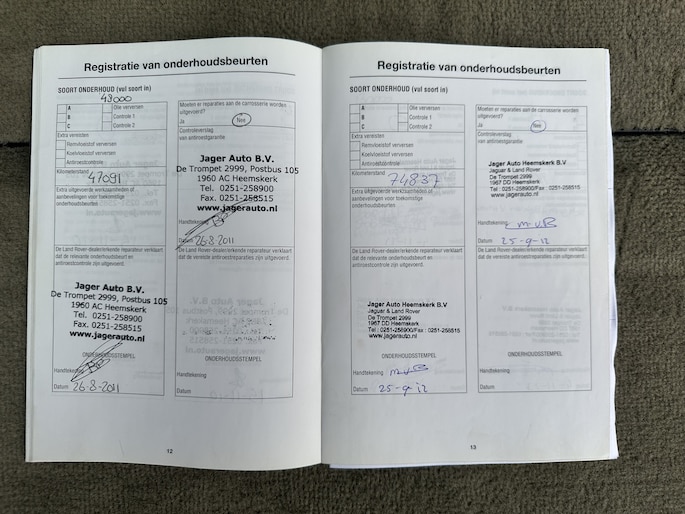 Registratie van onderhoudsbeurten
SOORT ONDERHOUD (vul soort in)
43000
A
B
C
Olie verversen
Controle 1
Controle 2
Extra vereisten
Remvloeistof verversen
Koelvloeistof verversen
Antiroestcontrole
Kilometerstand
47091
Extra uitgevoerde werkzaamheden of
aanbevelingen voor toekomstige
onderhoudsbeurten
Moeten er reparaties aan de carrosserie worden
uitgevoerd?
Ja
Nee
Controleverslag
van antiroestgarantie
Jager Auto B.V.
De Trompet 2999, Postbus 105
1960 AC Heemskerk
Tel. 0251-258900
Fax. 0251-258515
www.jagerauto.nl
Handtekening
Datum 26-8-2011
De Land Rover-dealer/erkende reparateur verklaart
dat de relevante onderhoudsbeurt en
antiroestcontrole zijn uitgevoerd.
Jager Auto B.V.
De Trompet 2999, Postbus 105
1960 AC Heemskerk
Tel. 0251-258900
Fax. 0251-258515
www.jagerauto.nl
ONDERHOUDSSTEMPEL
Handtekening
Datum 26-8-2011
De Land Rover-dealer/erkende reparateur verklaart
dat de vereiste antiroestreparaties zijn uitgevoerd.
ONDERHOUDSSTEMPEL
Handtekening
Datum
12
Registratie van onderhoudsbeurten
SOORT ONDERHOUD (vul soort in)
A
B
C
Olie verversen
Controle 1
Controle 2
Extra vereisten
Remvloeistof verversen
Koelvloeistof verversen
Antiroestcontrole
Kilometerstand
74837
Extra uitgevoerde werkzaamheden of
aanbevelingen voor toekomstige
onderhoudsbeurten
Moeten er reparaties aan de carrosserie worden
uitgevoerd?
Ja
Nee
Controleverslag
van antiroestgarantie
Jager Auto Heemskerk B.V
Jaguar & Land Rover
De Trompet 2999
1967 DD Heemskerk
Tel : 0251-258900/Fax : 0251-258515
Handtekening
Datum 25-9-12
De Land Rover-dealer/erkende reparateur verklaart
dat de relevante onderhoudsbeurt en
antiroestcontrole zijn uitgevoerd.
Jager Auto Heemskerk B.V
Jaguar & Land Rover
De Trompet 2999
1967 DD Heemskerk
Tel : 0251-258900/Fax : 0251-258515
ONDERHOUDSSTEMPEL
Handtekening
Datum 25-9-12
De Land Rover-dealer/erkende reparateur verklaart
dat de vereiste antiroestreparaties zijn uitgevoerd.
ONDERHOUDSSTEMPEL
Handtekening
Datum
13